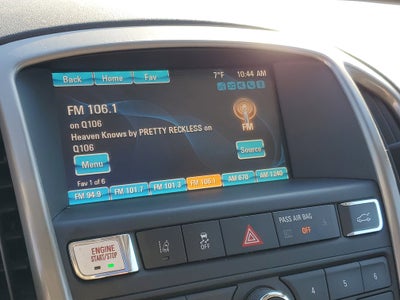 Back Home Fav 7°F 10:44 AM
FM 106.1
on Q106
Heaven Knows by PRETTY RECKLESS on
Q106
FM
Menu Source
Fav 1 of 6
FM 94.9 FM 101.7 FM 101.3 FM 106.1 AM 670 AM 1240
PASS AIR BAG
OFF
ENGINE
START/STOP